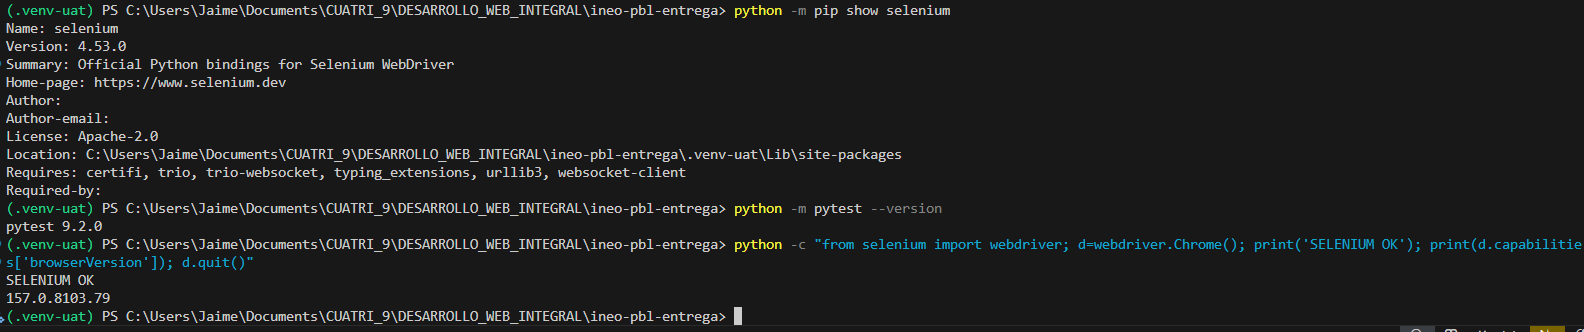 (.venv-uat) PS C:\Users\Jaime\Documents\CUATRI_9\DESARROLLO_WEB_INTEGRAL\ineo-pbl-entrega> python -m pip show selenium
Name: selenium
Version: 4.53.0
Summary: Official Python bindings for Selenium WebDriver
Home-page: https://www.selenium.dev
Author:
Author-email:
License: Apache-2.0
Location: C:\Users\Jaime\Documents\CUATRI_9\DESARROLLO_WEB_INTEGRAL\ineo-pbl-entrega\.venv-uat\Lib\site-packages
Requires: certifi, trio, trio-websocket, typing_extensions, urllib3, websocket-client
Required-by:
(.venv-uat) PS C:\Users\Jaime\Documents\CUATRI_9\DESARROLLO_WEB_INTEGRAL\ineo-pbl-entrega> python -m pytest --version
pytest 9.2.0
(.venv-uat) PS C:\Users\Jaime\Documents\CUATRI_9\DESARROLLO_WEB_INTEGRAL\ineo-pbl-entrega> python -c "from selenium import webdriver; d=webdriver.Chrome(); print('SELENIUM OK'); print(d.capabilitie
s['browserVersion']); d.quit()"
SELENIUM OK
157.0.8103.79
(.venv-uat) PS C:\Users\Jaime\Documents\CUATRI_9\DESARROLLO_WEB_INTEGRAL\ineo-pbl-entrega>